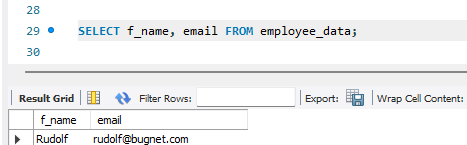 28
29 SELECT f_name, email FROM employee_data;
30
Result Grid Filter Rows: Export: Wrap Cell Content:
f_name email
Rudolf rudolf@bugnet.com